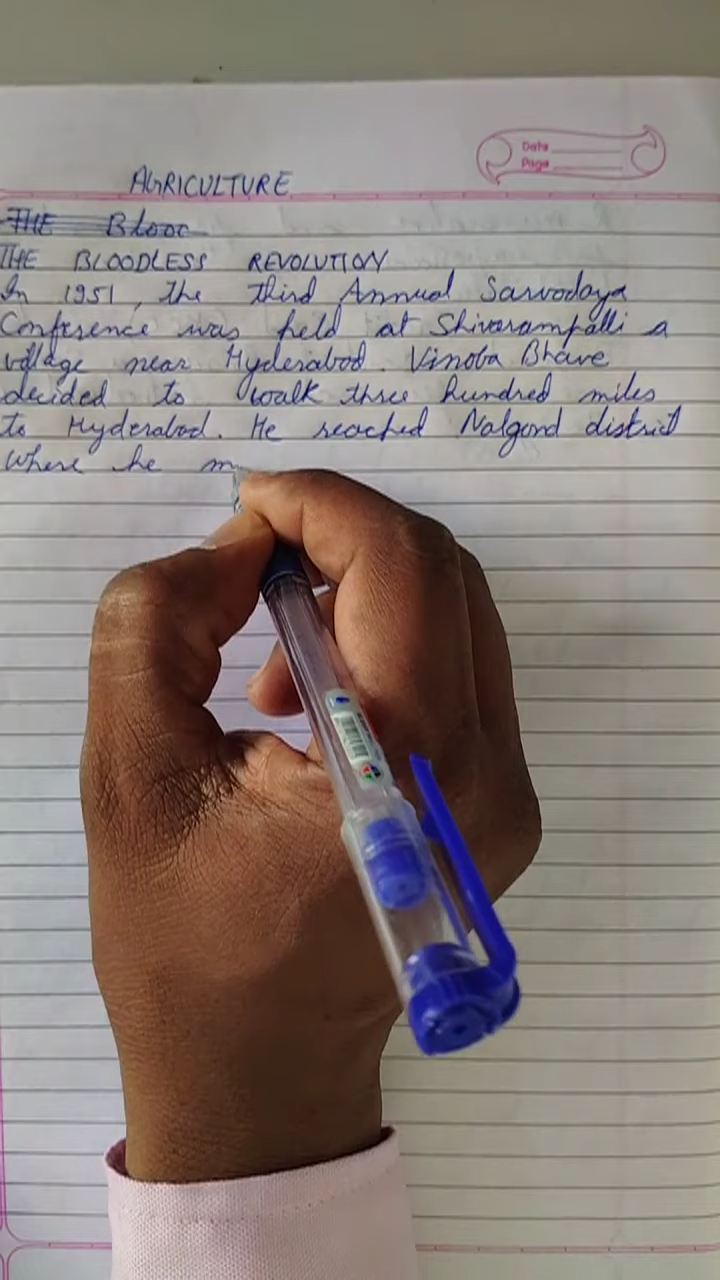 Date
Page
AGRICULTURE
THE Blooc
THE BLOODLESS REVOLUTION
In 1951, the third Annual Sarvodaya
Conference was held at Shivarampalli a
village near Hyderabad. Vinoba Bhave
decided to walk three hundred miles
to Hyderabad. He reached Nalgond district
where he m